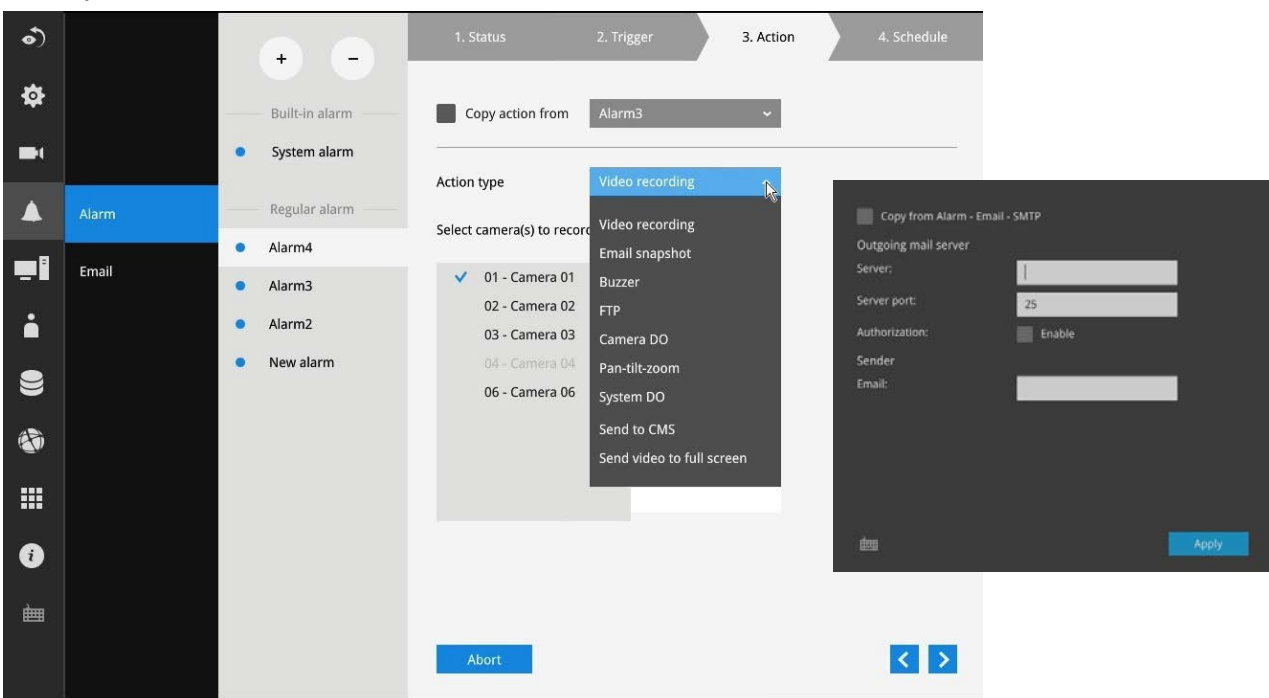 Alarm
Email
+
-
Built-in alarm
System alarm
Regular alarm
Alarm4
Alarm3
Alarm2
New alarm
1. Status
2. Trigger
3. Action
4. Schedule
Copy action from
Alarm3
Action type
Video recording
Select camera(s) to recor
01 - Camera 01
02 - Camera 02
03 - Camera 03
04 - Camera 04
06 - Camera 06
Video recording
Email snapshot
Buzzer
FTP
Camera DO
Pan-tilt-zoom
System DO
Send to CMS
Send video to full screen
Abort
Copy from Alarm - Email - SMTP
Outgoing mail server
Server:
Server port: 25
Authorization: Enable
Sender
Email:
Apply